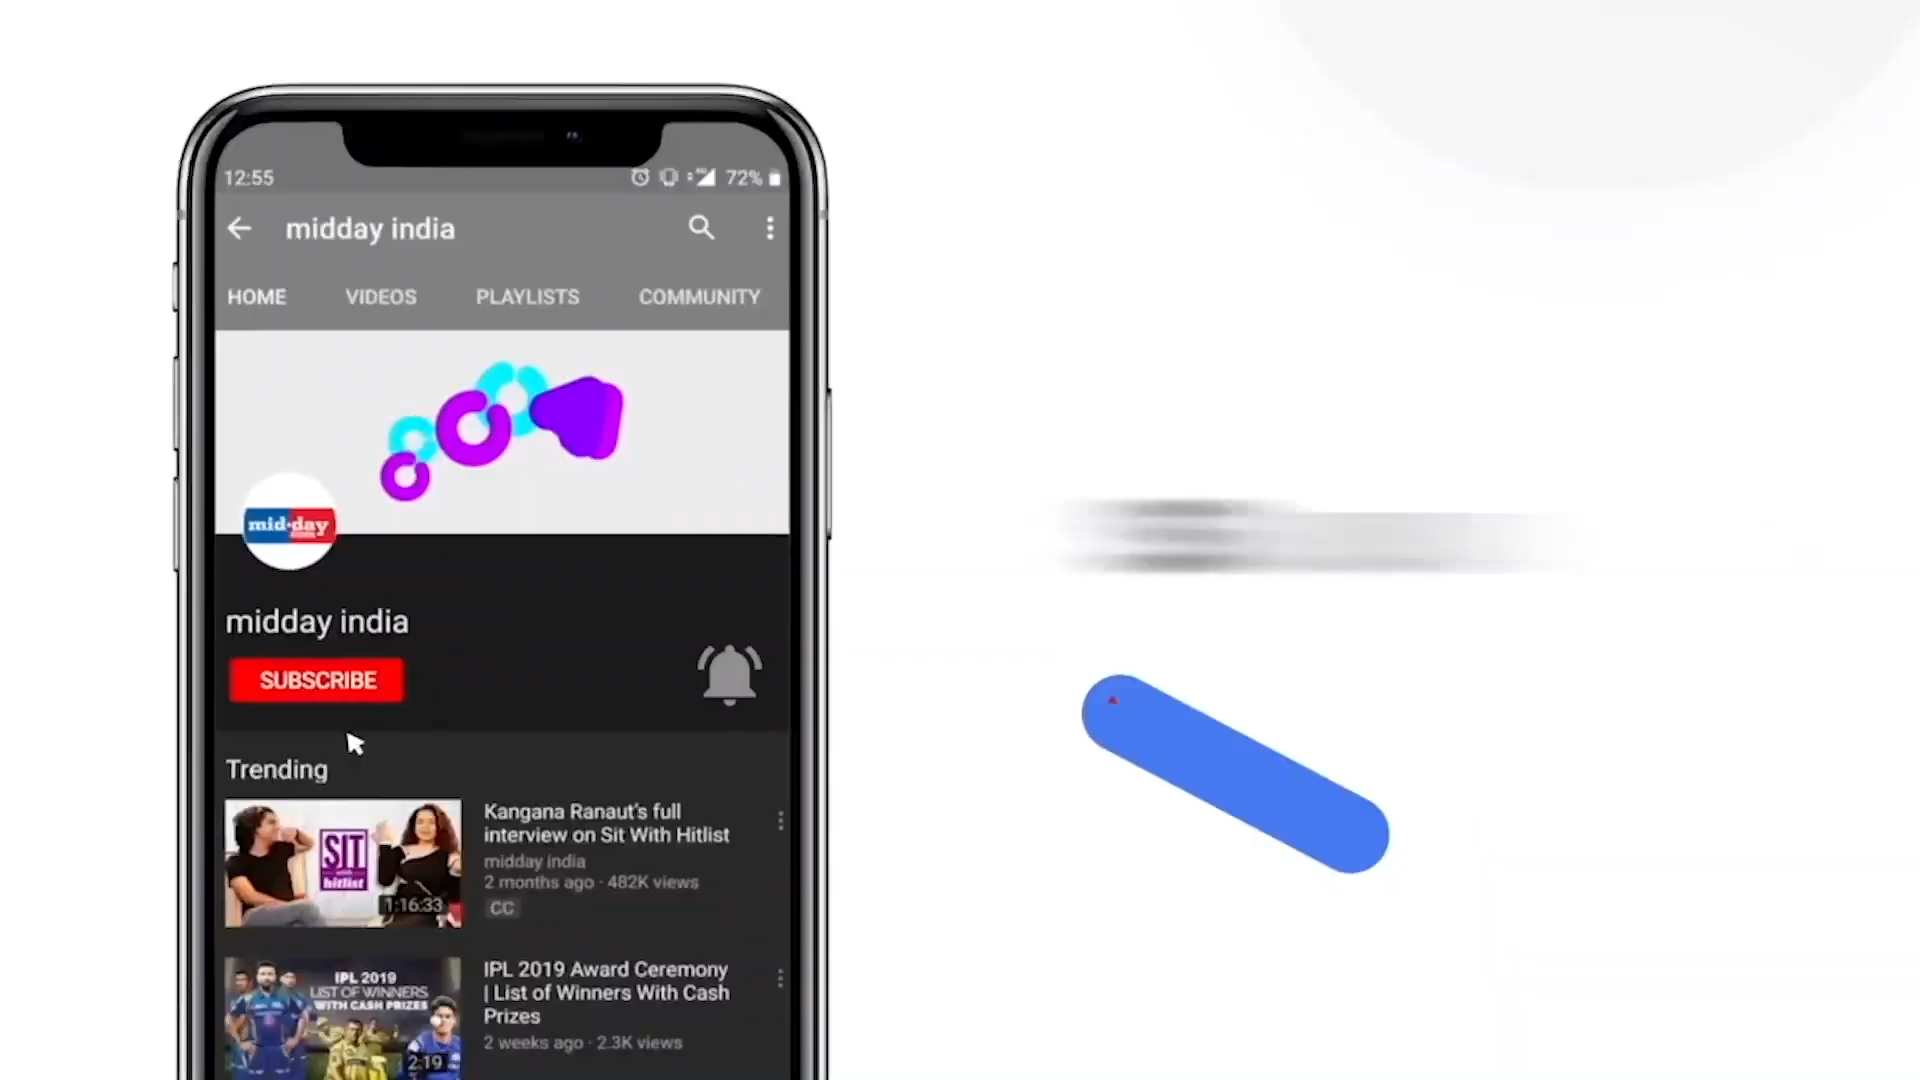 12:55
72%
midday india
HOME VIDEOS PLAYLISTS COMMUNITY
mid-day
midday india
SUBSCRIBE
Trending
SIT
with
hitlist
1:16:33
Kangana Ranaut's full
interview on Sit With Hitlist
midday india
2 months ago · 482K views
CC
IPL 2019
LIST OF WINNERS
WITH CASH PRIZES
2:19
IPL 2019 Award Ceremony
| List of Winners With Cash
Prizes
2 weeks ago · 2.3K views